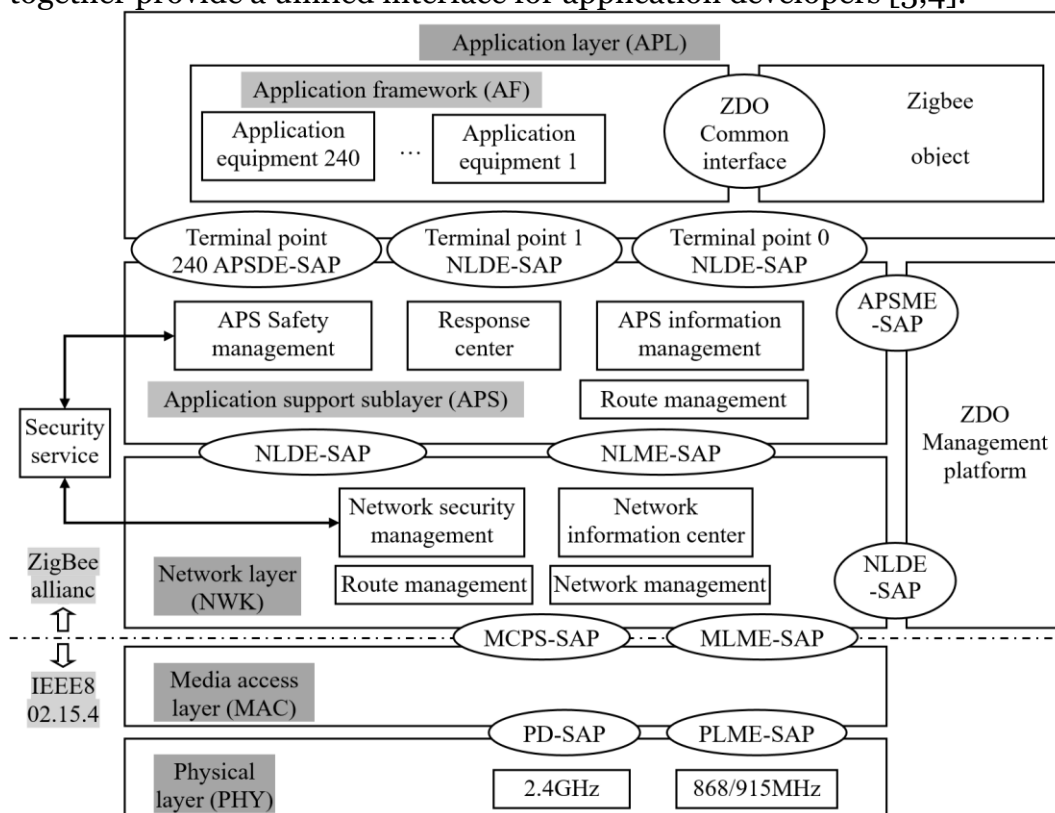 together provide a unified interface for application developers [3,4].
Application layer (APL)
Application framework (AF)
Application
equipment 240
...
Application
equipment 1
ZDO
Common
interface
Zigbee
object
Terminal point
240 APSDE-SAP
Terminal point 1
NLDE-SAP
Terminal point 0
NLDE-SAP
APS Safety
management
Response
center
APS information
management
APSME
-SAP
Application support sublayer (APS)
Route management
Security
service
ZDO
Management
platform
NLDE-SAP
NLME-SAP
Network security
management
Network
information center
ZigBee
allianc
Network layer
(NWK)
Route management
Network management
NLDE
-SAP
MCPS-SAP
MLME-SAP
IEEE8
02.15.4
Media access
layer (MAC)
PD-SAP
PLME-SAP
Physical
layer (PHY)
2.4GHz
868/915MHz